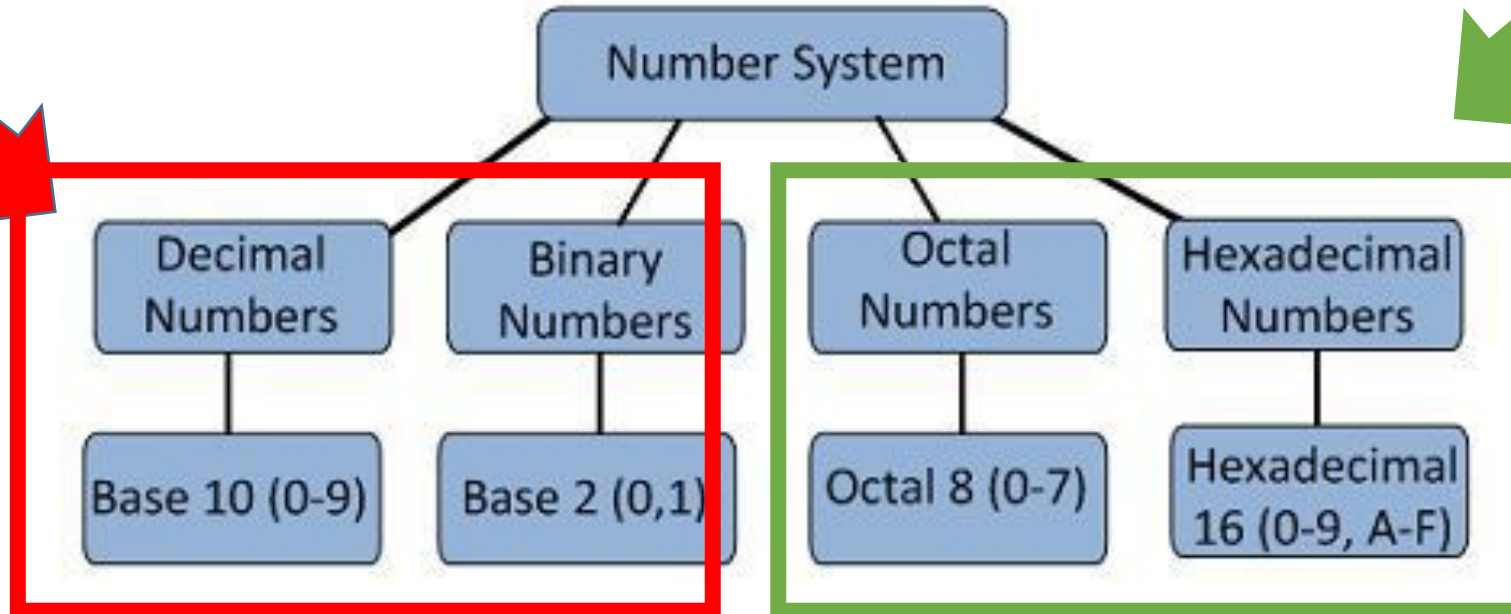 Number System
Decimal
Numbers
Binary
Numbers
Octal
Numbers
Hexadecimal
Numbers
Base 10 (0-9)
Base 2 (0,1)
Octal 8 (0-7)
Hexadecimal
16 (0-9, A-F)